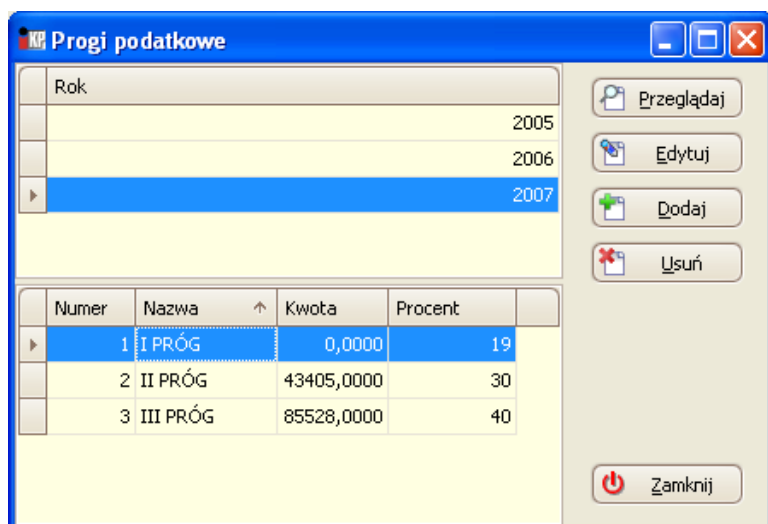 KP Progi podatkowe
Rok
2005
2006
2007
Przeglądaj
Edytuj
Dodaj
Usuń
Numer Nazwa Kwota Procent
1 I PRÓG 0,0000 19
2 II PRÓG 43405,0000 30
3 III PRÓG 85528,0000 40
Zamknij